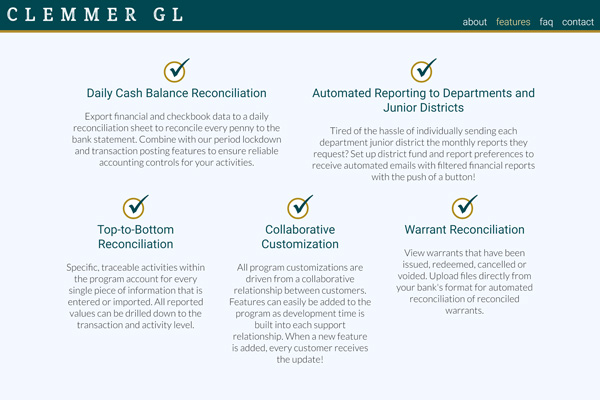 CLEMMER GL
about features faq contact
Daily Cash Balance Reconciliation
Export financial and checkbook data to a daily
reconciliation sheet to reconcile every penny to the
bank statement. Combine with our period lockdown
and transaction posting features to ensure reliable
accounting controls for your activities.
Automated Reporting to Departments and
Junior Districts
Tired of the hassle of individually sending each
department junior district the monthly reports they
request? Set up district fund and report preferences to
receive automated emails with filtered financial reports
with the push of a button!
Top-to-Bottom
Reconciliation
Specific, traceable activities within
the program account for every
single piece of information that is
entered or imported. All reported
values can be drilled down to the
transaction and activity level.
Collaborative
Customization
All program customizations are
driven from a collaborative
relationship between customers.
Features can easily be added to the
program as development time is
built into each support
relationship. When a new feature
is added, every customer receives
the update!
Warrant Reconciliation
View warrants that have been
issued, redeemed, cancelled or
voided. Upload files directly from
your bank's format for automated
reconciliation of reconciled
warrants.